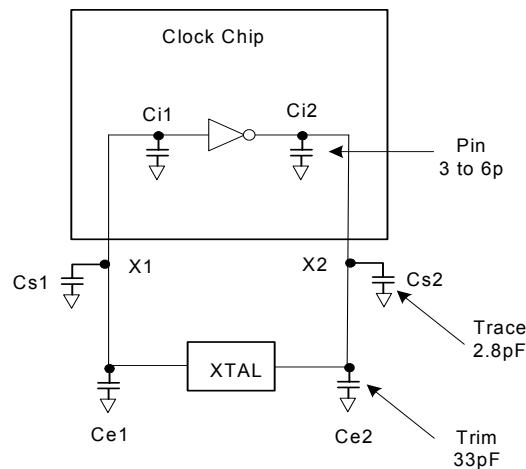 Clock Chip
Ci1
Ci2
Pin
3 to 6p
Cs1
X1
X2
Cs2
Trace
2.8pF
XTAL
Ce1
Ce2
Trim
33pF